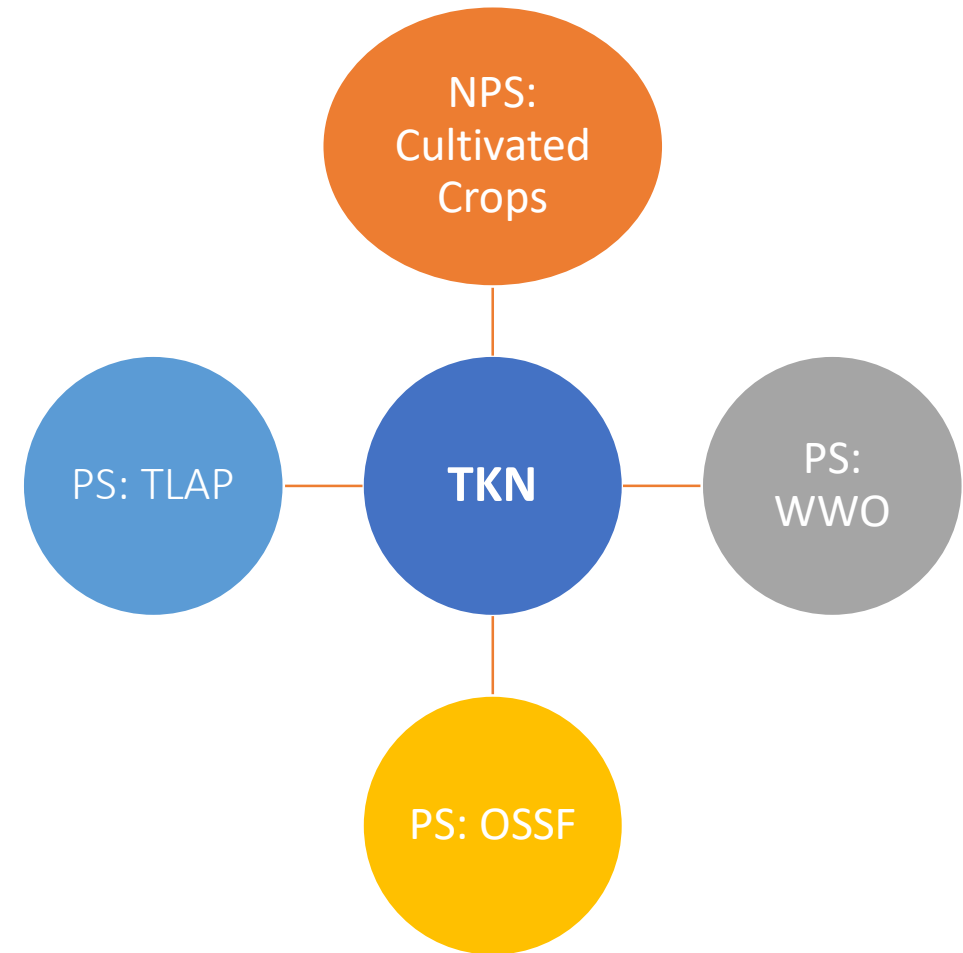 NPS:
Cultivated
Crops
PS: TLAP
TKN
PS:
WWO
PS: OSSF